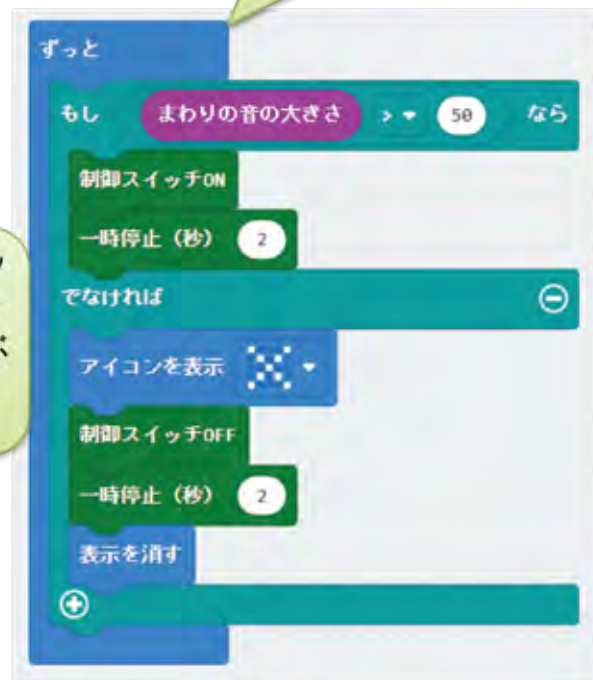 ずっと
もし まわりの音の大きさ > 50 なら
制御スイッチON
一時停止（秒） 2
でなければ
アイコンを表示
制御スイッチOFF
一時停止（秒） 2
表示を消す